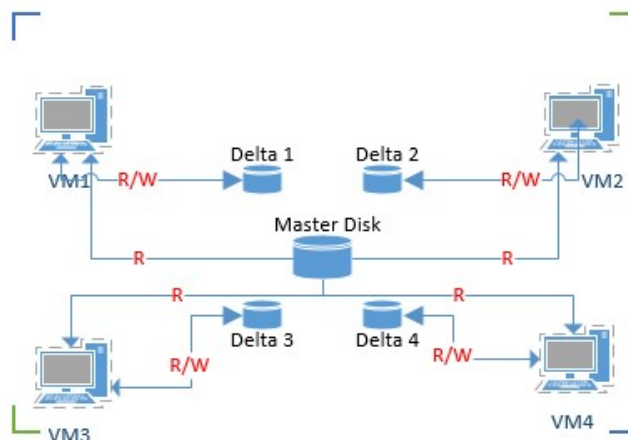 Delta 1
Delta 2
VM1
R/W
R/W
VM2
Master Disk
R
R
R
R
Delta 3
Delta 4
R/W
R/W
VM3
VM4